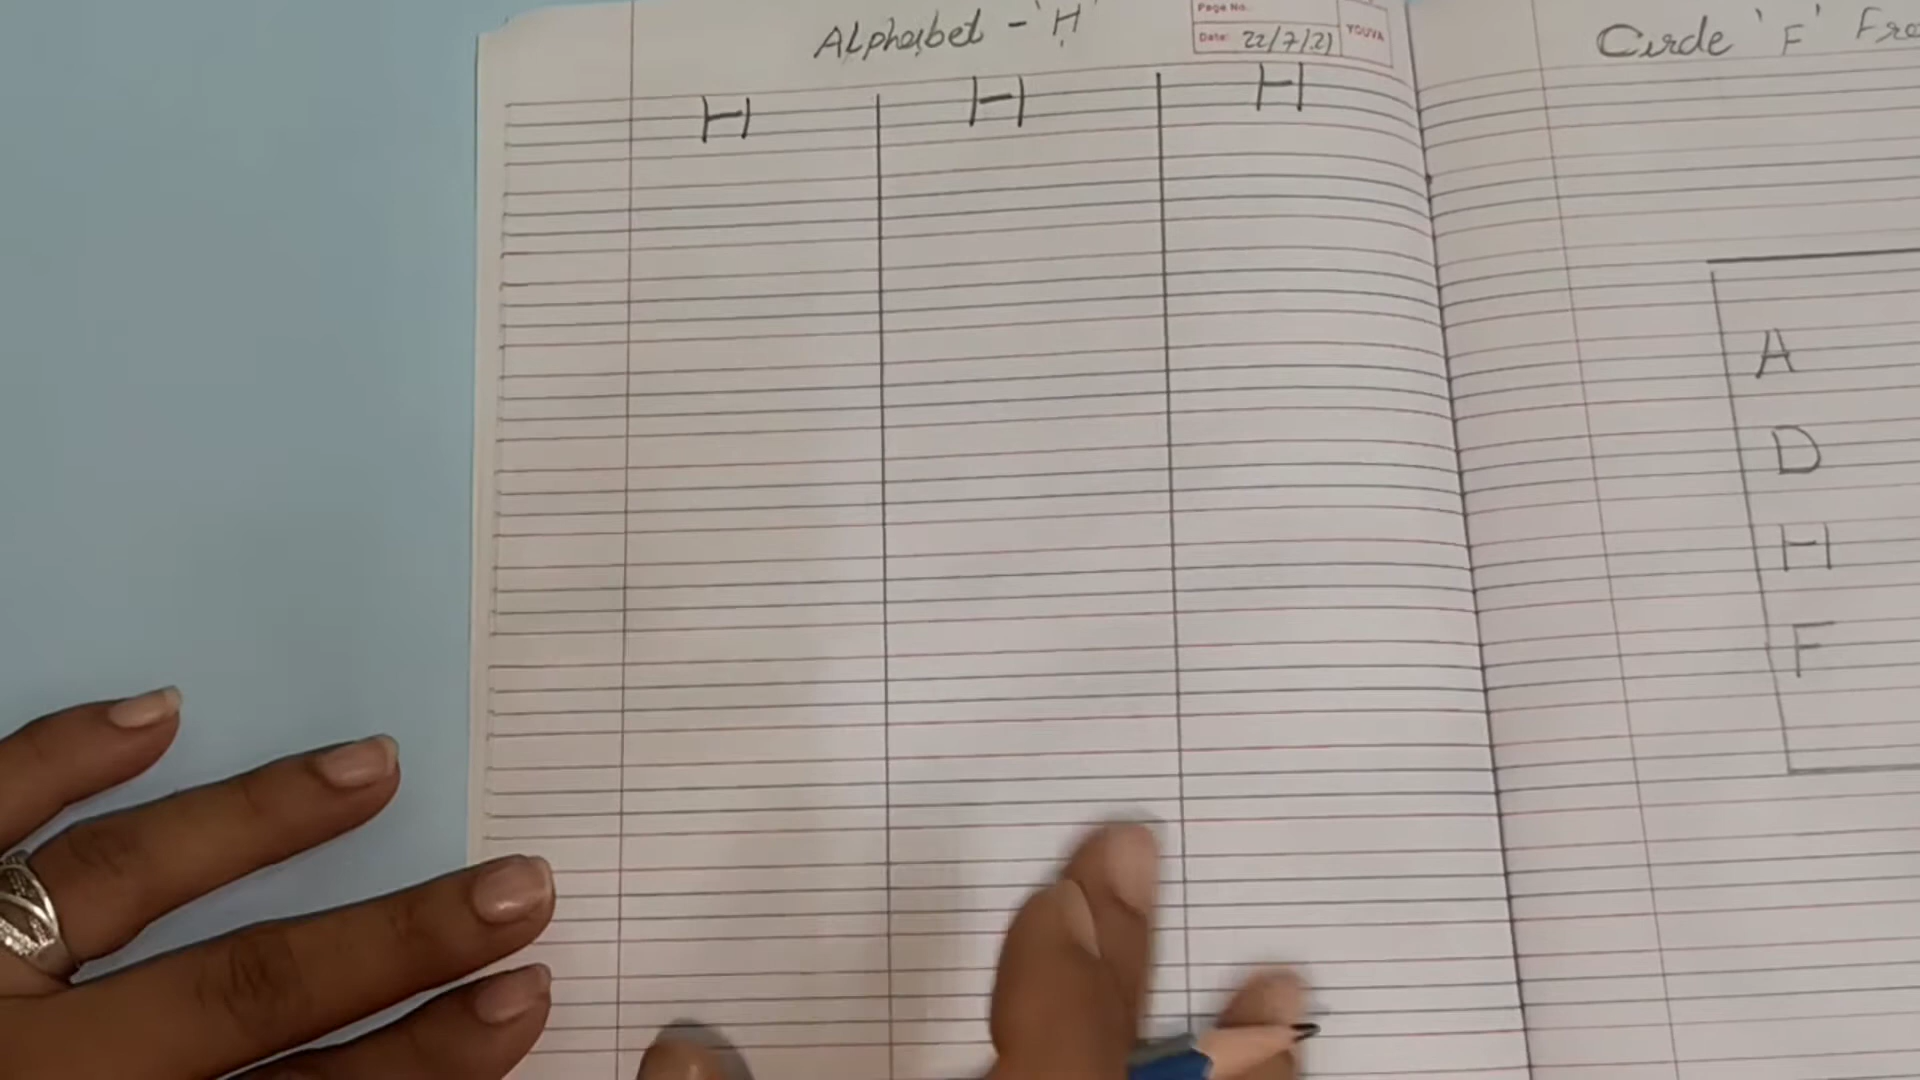 Alphabet - 'H'
Page No.
Date: 22/7/21
YOUVA
H H H
Circle 'F' Fro
A
D
H
F